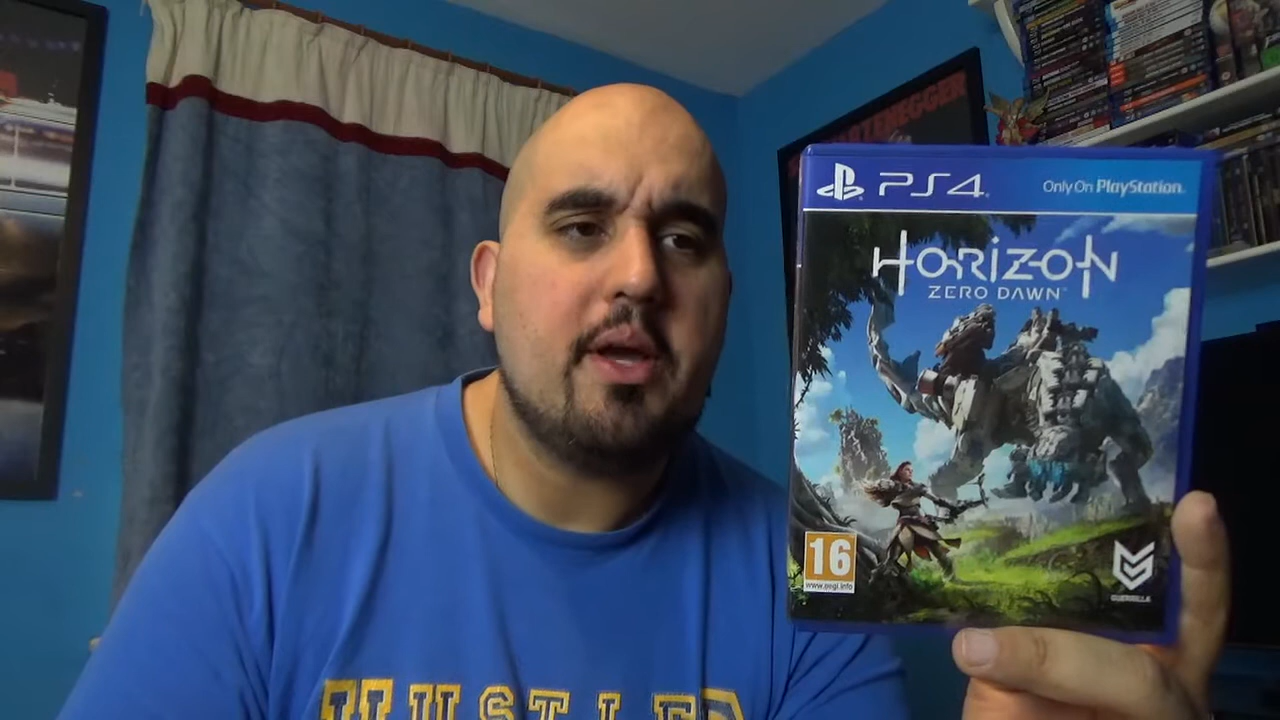 PS4
Only On PlayStation
HORIZON
ZERO DAWN
16
www.pegi.info
GUERRILLA
HUSTLER